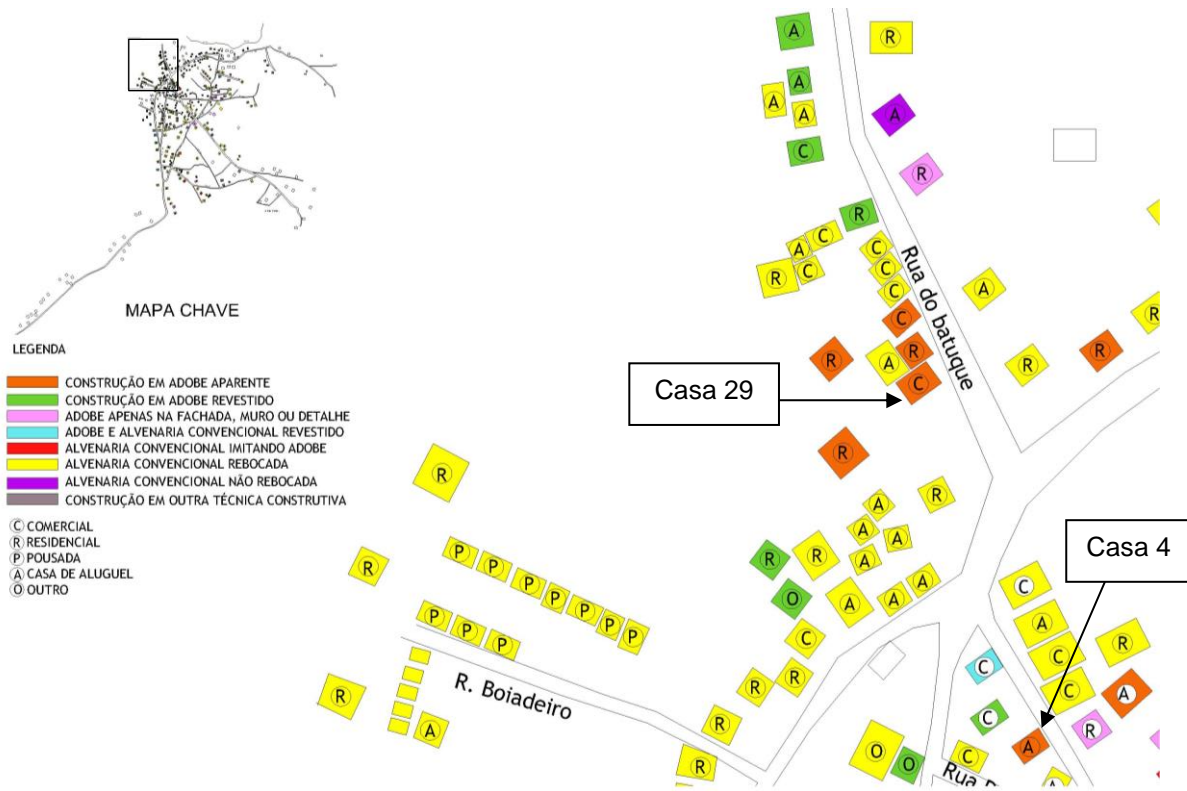 MAPA CHAVE
LEGENDA
CONSTRUÇÃO EM ADOBE APARENTE
CONSTRUÇÃO EM ADOBE REVESTIDO
ADOBE APENAS NA FACHADA, MURO OU DETALHE
ADOBE E ALVENARIA CONVENCIONAL REVESTIDO
ALVENARIA CONVENCIONAL IMITANDO ADOBE
ALVENARIA CONVENCIONAL REBOCADA
ALVENARIA CONVENCIONAL NÃO REBOCADA
CONSTRUÇÃO EM OUTRA TÉCNICA CONSTRUTIVA
C COMERCIAL
R RESIDENCIAL
P POUSADA
A CASA DE ALUGUEL
O OUTRO
A
R
A
A
A
A
C
R
R
C
A
C
R
C
C
C
A
C
R
A
R
C
R
R
R
Rua do batuque
Casa 29
R
R
R
A
A
A
A
R
R
O
A
A
A
C
R
R
R
R
R
P
P
P
P
P
P
P
P
P
P
R
A
R. Boiadeiro
Casa 4
C
A
C
C
R
A
R
C
C
A
C
O
O
A
Rua